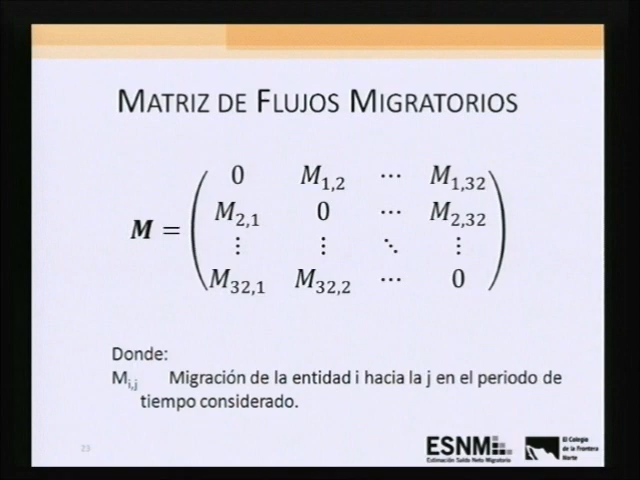 MATRIZ DE FLUJOS MIGRATORIOS
M = ( 0 M1,2 ⋯ M1,32
M2,1 0 ⋯ M2,32
⋮ ⋮ ⋱ ⋮
M32,1 M32,2 ⋯ 0 )
Donde:
Mi,j Migración de la entidad i hacia la j en el periodo de
tiempo considerado.
23
ESNM
Estimación Saldo Neto Migratorio
El Colegio
de la Frontera
Norte